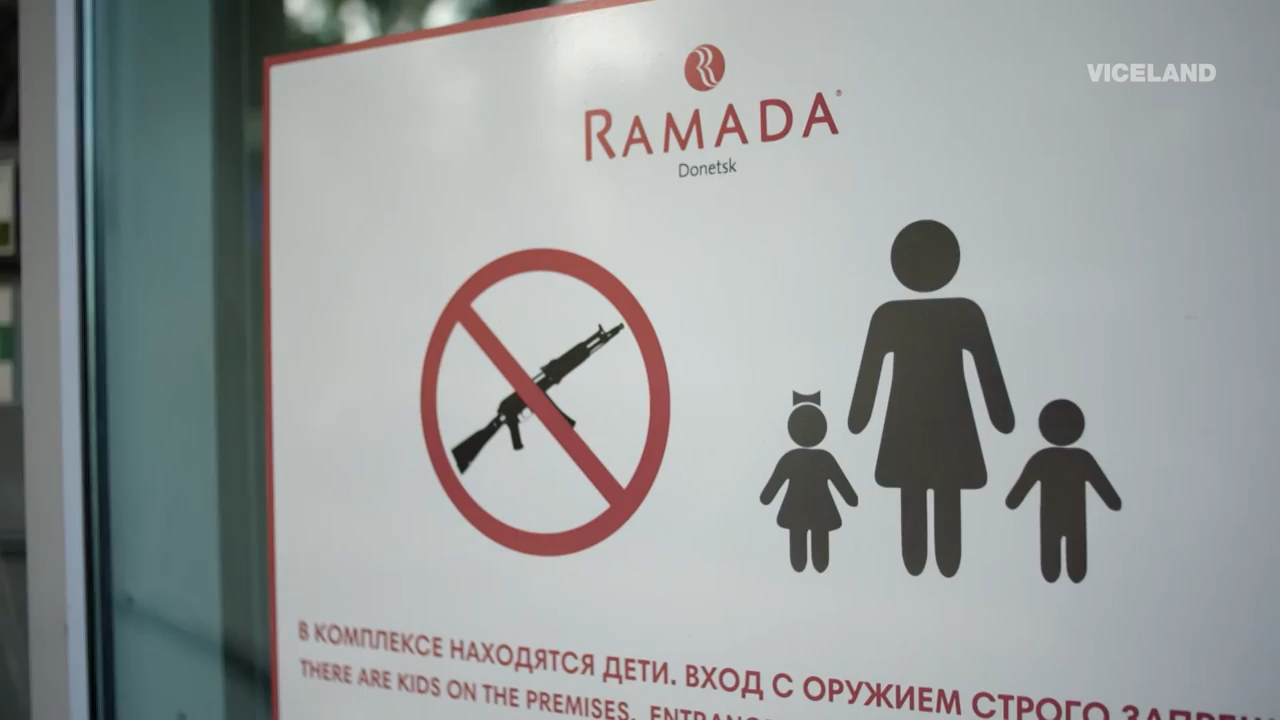 VICELAND
RAMADA
Donetsk
В КОМПЛЕКСЕ НАХОДЯТСЯ ДЕТИ. ВХОД С ОРУЖИЕМ СТРОГО
THERE ARE KIDS ON THE PREMISES.